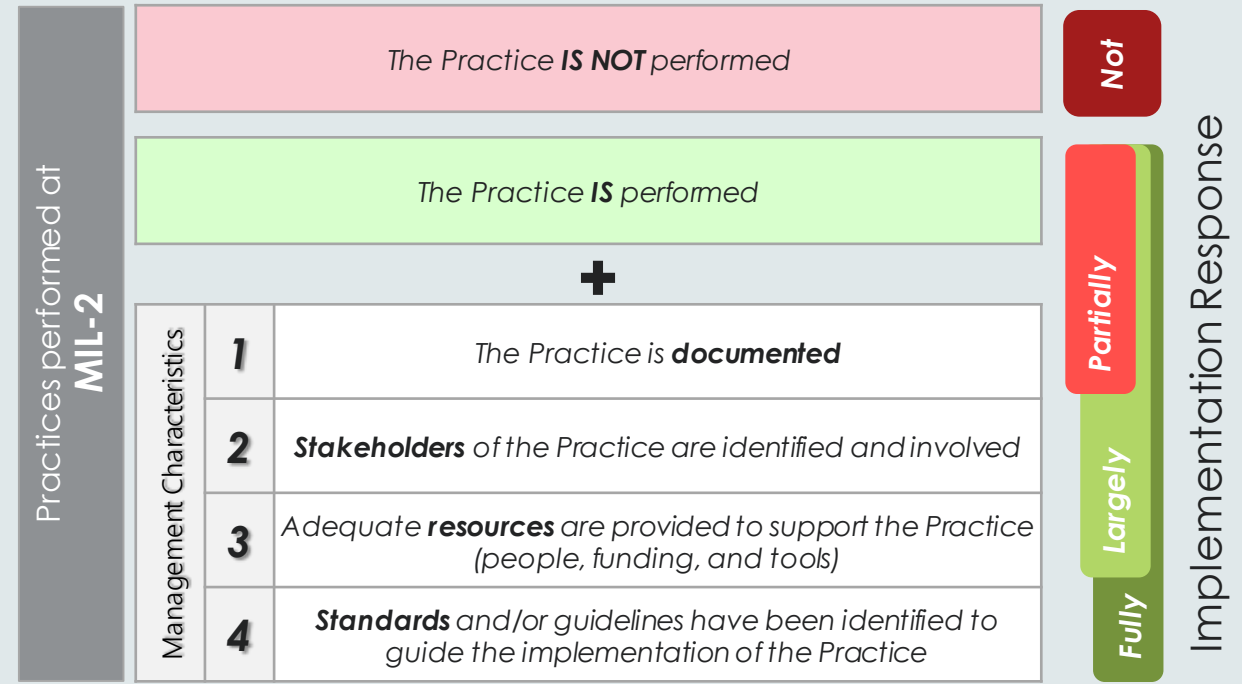 Practices performed at
MIL-2
The Practice IS NOT performed
Not
The Practice IS performed
+
Management Characteristics
1
The Practice is documented
2
Stakeholders of the Practice are identified and involved
3
Adequate resources are provided to support the Practice
(people, funding, and tools)
4
Standards and/or guidelines have been identified to
guide the implementation of the Practice
Partially
Largely
Fully
Implementation Response